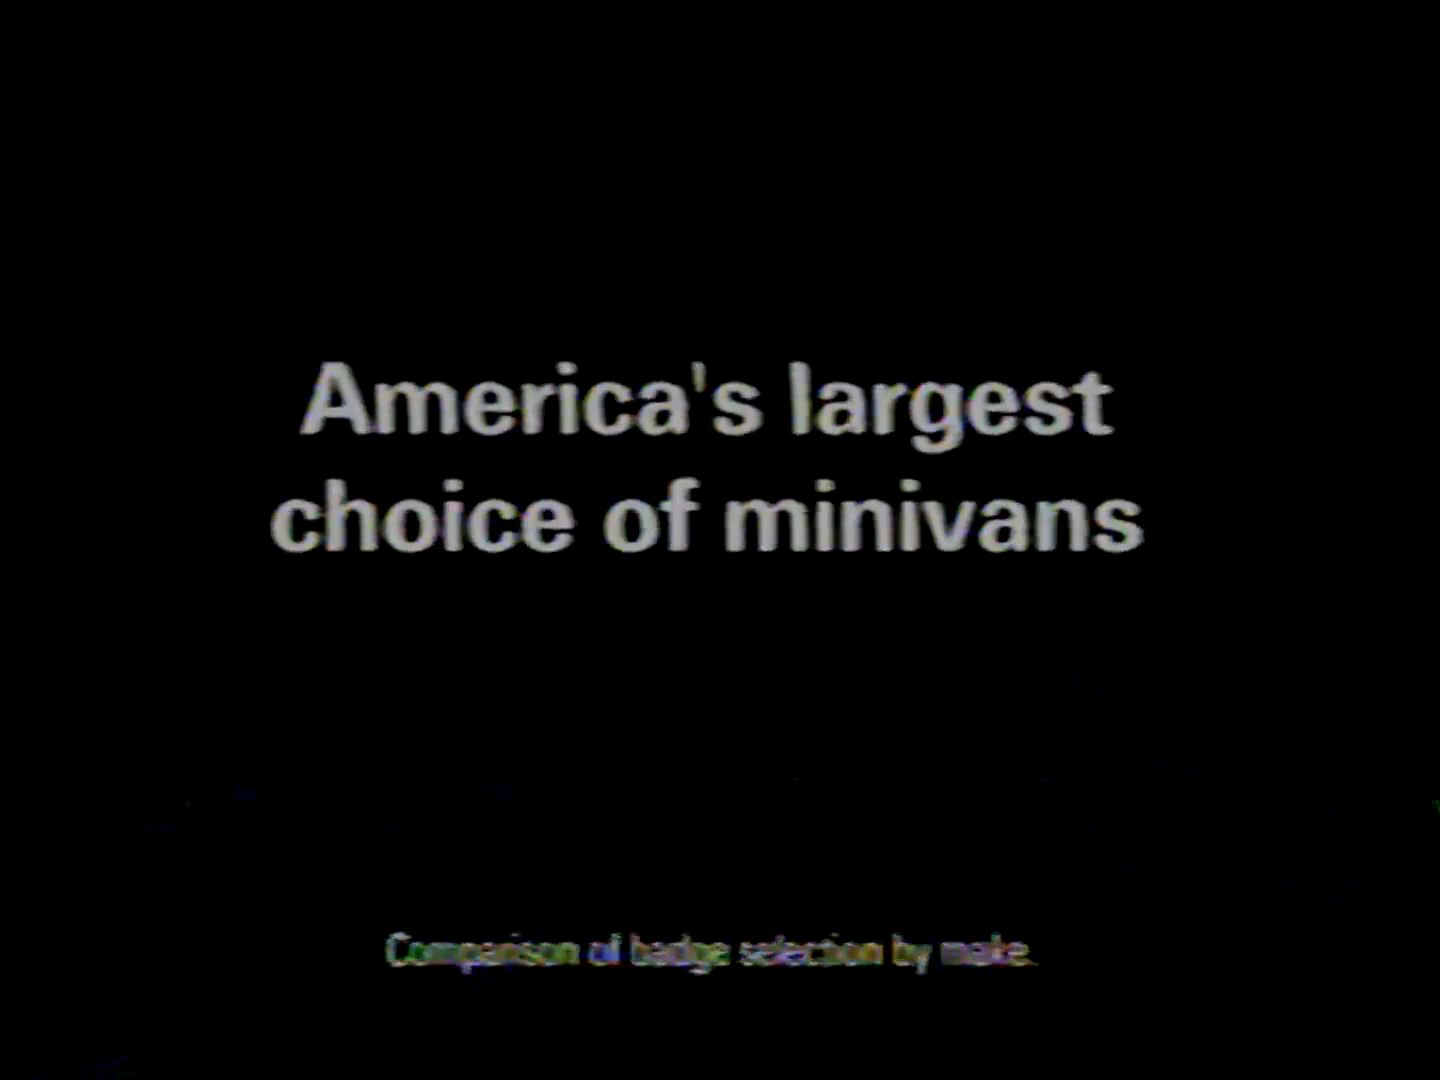 America's largest
choice of minivans
Comparison of badge selection by make.